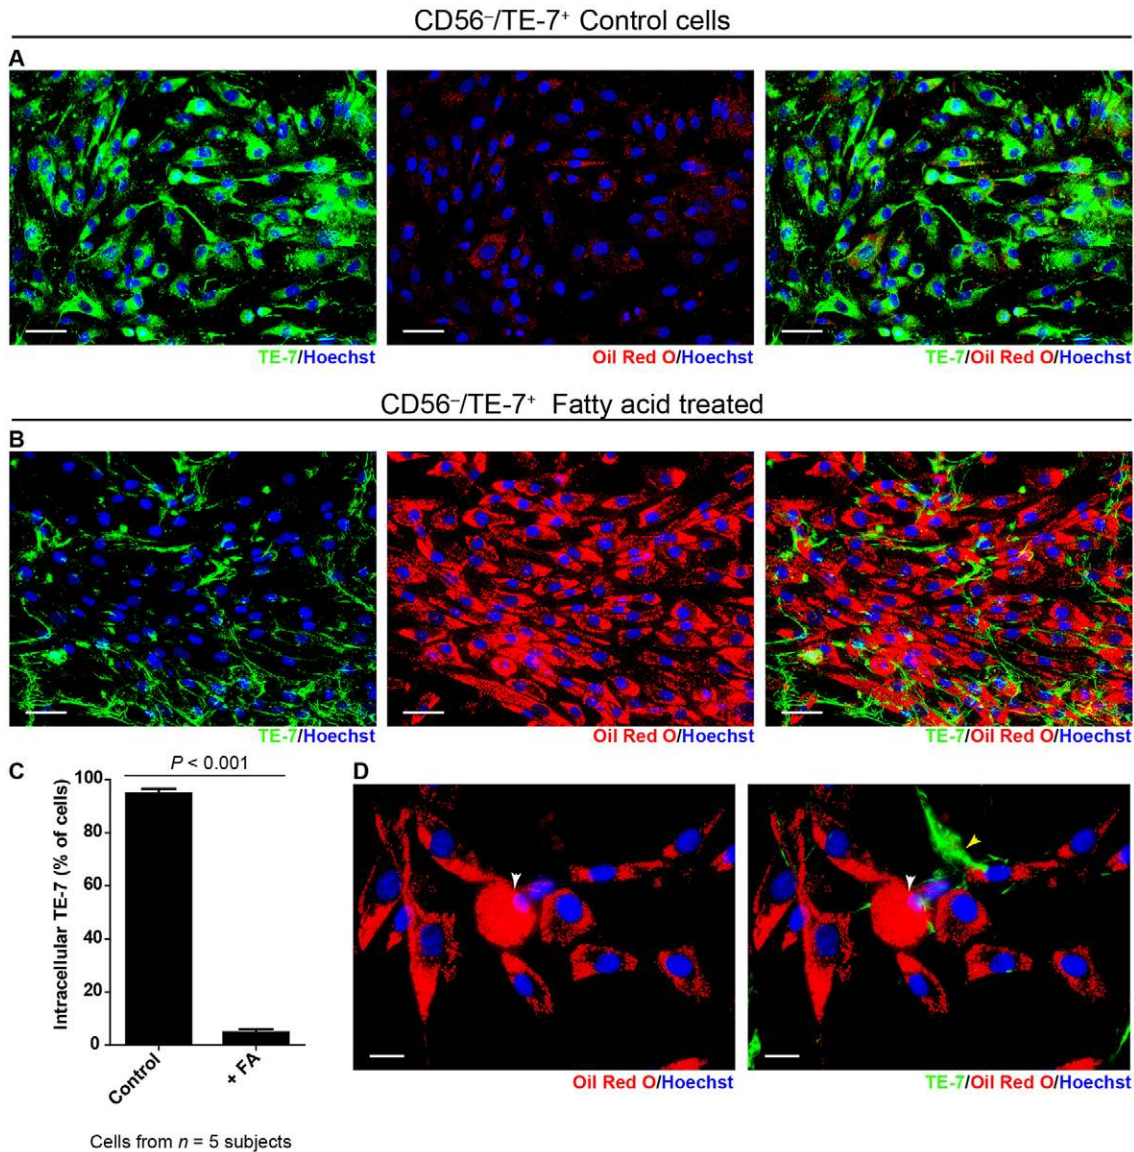 CD56⁻/TE-7⁺ Control cells
A
TE-7/Hoechst
Oil Red O/Hoechst
TE-7/Oil Red O/Hoechst
CD56⁻/TE-7⁺ Fatty acid treated
B
TE-7/Hoechst
Oil Red O/Hoechst
TE-7/Oil Red O/Hoechst
C
P < 0.001
Intracellular TE-7 (% of cells)
100
80
60
40
20
0
Control
+ FA
Cells from n = 5 subjects
D
Oil Red O/Hoechst
TE-7/Oil Red O/Hoechst